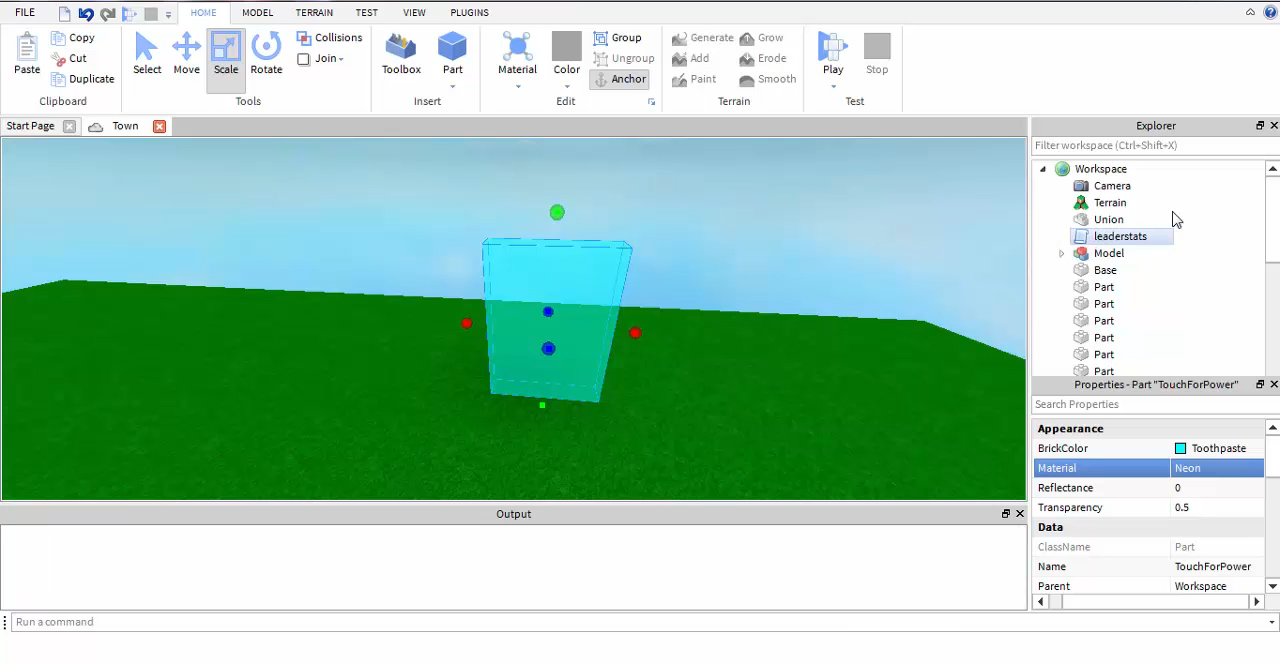 FILE HOME MODEL TERRAIN TEST VIEW PLUGINS
Paste Copy Cut Duplicate Select Move Scale Rotate Collisions Join Toolbox Part Material Color Group Ungroup Anchor Generate Add Paint Grow Erode Smooth Play Stop
Clipboard Tools Insert Edit Terrain Test
Start Page Town
Explorer
Filter workspace (Ctrl+Shift+X)
Workspace
Camera
Terrain
Union
leaderstats
Model
Base
Part
Part
Part
Part
Part
Part
Properties - Part "TouchForPower"
Search Properties
Appearance
BrickColor Toothpaste
Material Neon
Reflectance 0
Transparency 0.5
Data
ClassName Part
Name TouchForPower
Parent Workspace
Output
Run a command